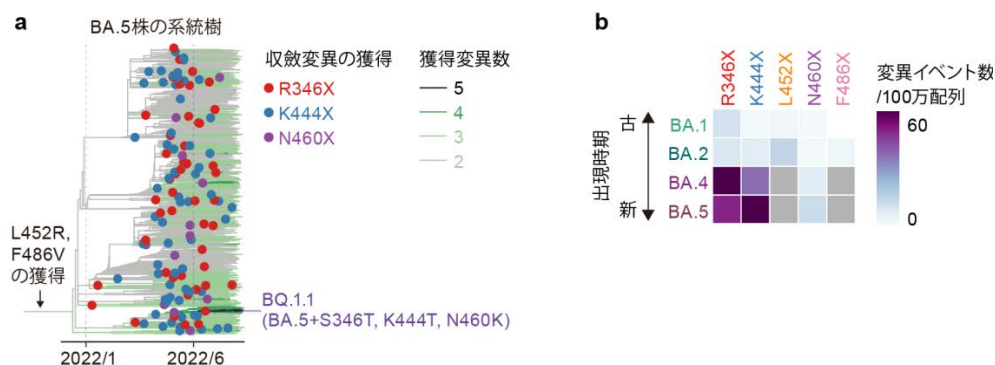 a
BA.5株の系統樹
収斂変異の獲得
R346X
K444X
N460X
獲得変異数
5
4
3
2
L452R,
F486V
の獲得
BQ.1.1
(BA.5+S346T, K444T, N460K)
2022/1
2022/6
b
R346X
K444X
L452X
N460X
F486X
出現時期
古
新
BA.1
BA.2
BA.4
BA.5
変異イベント数
/100万配列
60
0